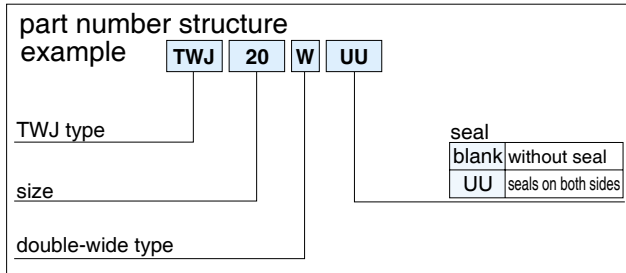 part number structure
example TWJ 20 W UU
TWJ type
seal
blank without seal
UU seals on both sides
size
double-wide type